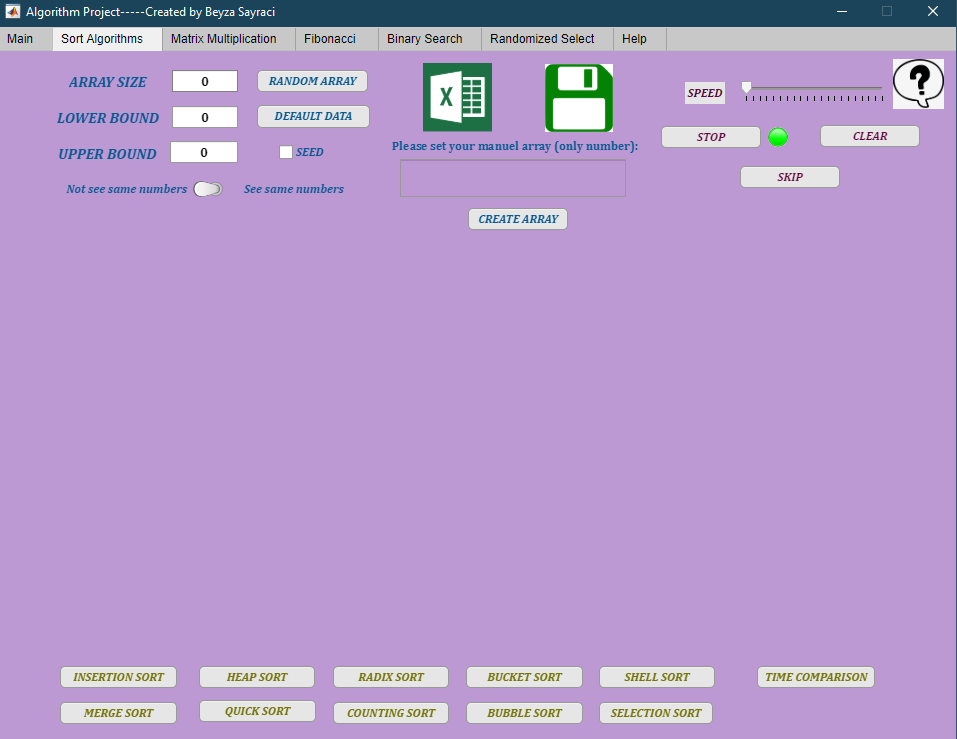 Algorithm Project-----Created by Beyza Sayraci
Main Sort Algorithms Matrix Multiplication Fibonacci Binary Search Randomized Select Help
ARRAY SIZE 0 RANDOM ARRAY
LOWER BOUND 0 DEFAULT DATA
UPPER BOUND 0 SEED
Not see same numbers See same numbers
X
Please set your manuel array (only number):
CREATE ARRAY
SPEED
?
STOP CLEAR
SKIP
INSERTION SORT HEAP SORT RADIX SORT BUCKET SORT SHELL SORT TIME COMPARISON
MERGE SORT QUICK SORT COUNTING SORT BUBBLE SORT SELECTION SORT